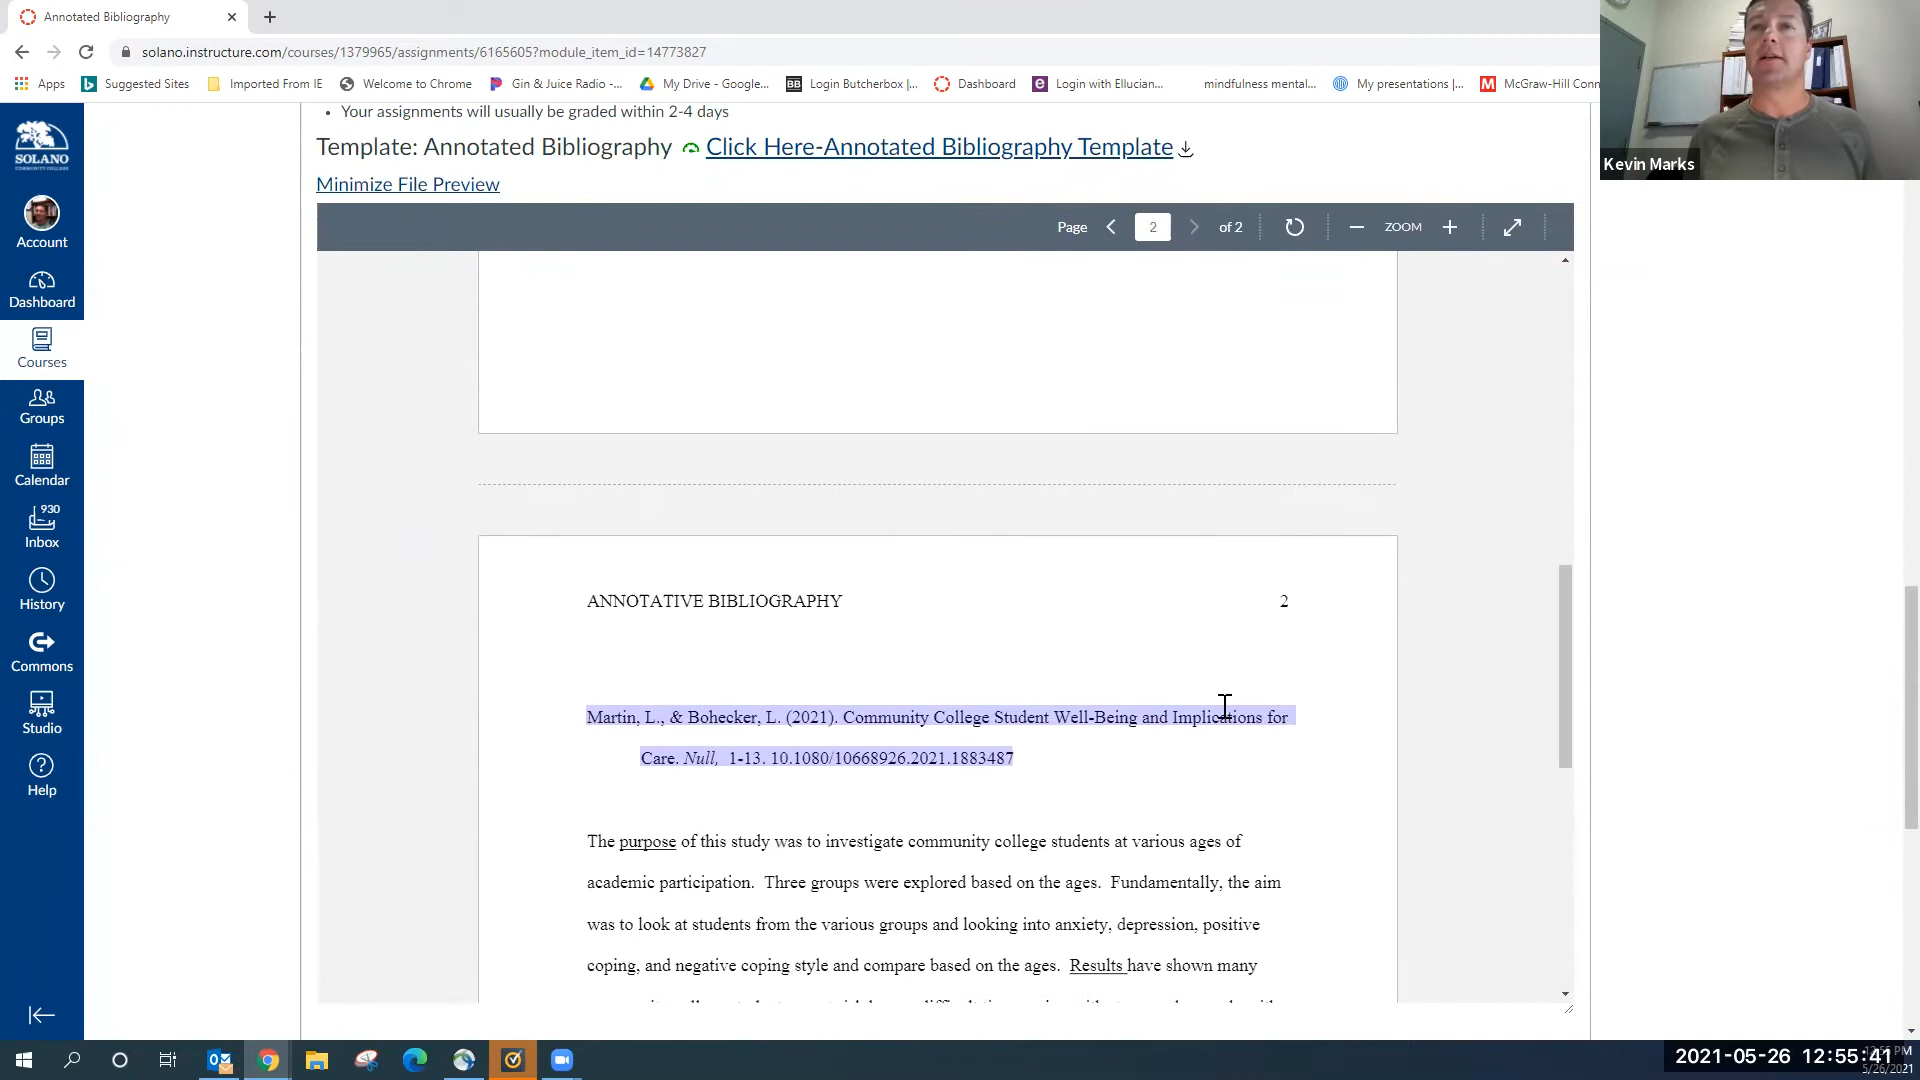 Annotated Bibliography
solano.instructure.com/courses/1379965/assignments/6165605?module_item_id=14773827
Apps Suggested Sites Imported From IE Welcome to Chrome Gin & Juice Radio -... My Drive - Google... BB Login Butcherbox |... Dashboard Login with Ellucian... mindfulness mental... My presentations |... McGraw-Hill Conn
Kevin Marks
SOLANO
COMMUNITY COLLEGE
Account
Dashboard
Courses
Groups
Calendar
930
Inbox
History
Commons
Studio
Help
Your assignments will usually be graded within 2-4 days
Template: Annotated Bibliography Click Here-Annotated Bibliography Template
Minimize File Preview
Page 2 of 2 ZOOM
ANNOTATIVE BIBLIOGRAPHY 2
Martin, L., & Bohecker, L. (2021). Community College Student Well-Being and Implications for
Care. Null, 1-13. 10.1080/10668926.2021.1883487
The purpose of this study was to investigate community college students at various ages of
academic participation. Three groups were explored based on the ages. Fundamentally, the aim
was to look at students from the various groups and looking into anxiety, depression, positive
coping, and negative coping style and compare based on the ages. Results have shown many
2021-05-26 12:55:41
5/26/2021